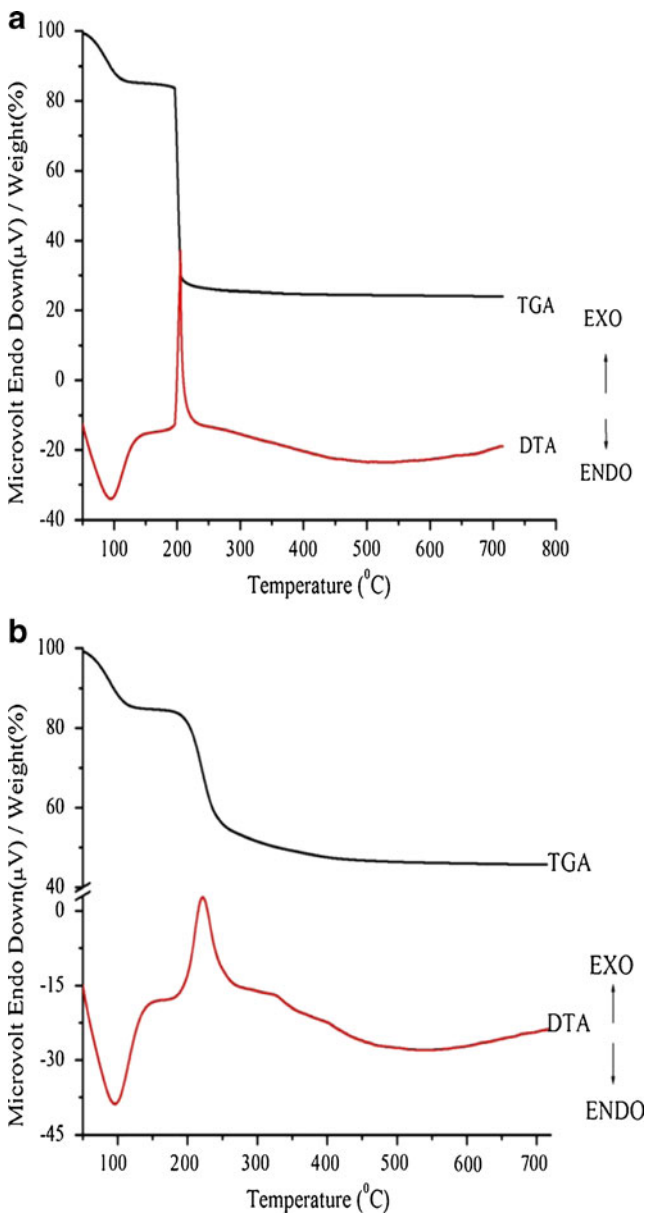 a
Microvolt Endo Down(μV) / Weight(%)
100
80
60
40
20
0
-20
-40
TGA
EXO
DTA
ENDO
100 200 300 400 500 600 700 800
Temperature (⁰C)
b
Microvolt Endo Down(μV) / Weight(%)
100
80
60
40
0
-15
-30
-45
TGA
EXO
DTA
ENDO
100 200 300 400 500 600 700
Temperature (⁰C)